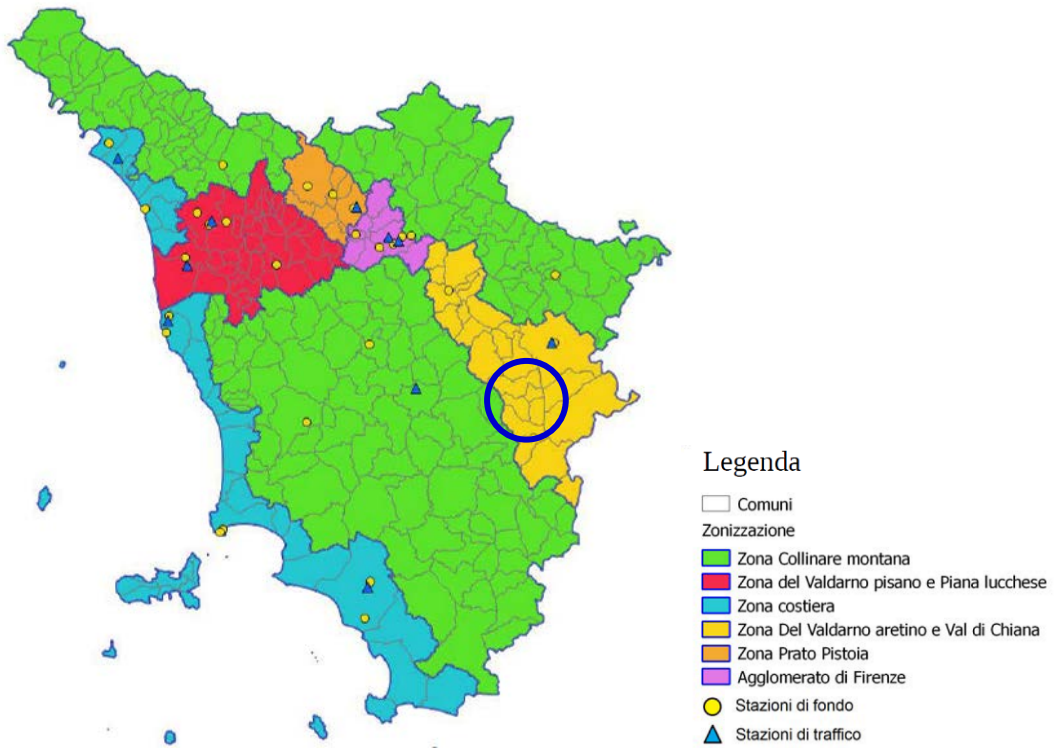 Legenda
Comuni
Zonizzazione
Zona Collinare montana
Zona del Valdarno pisano e Piana lucchese
Zona costiera
Zona Del Valdarno aretino e Val di Chiana
Zona Prato Pistoia
Agglomerato di Firenze
Stazioni di fondo
Stazioni di traffico